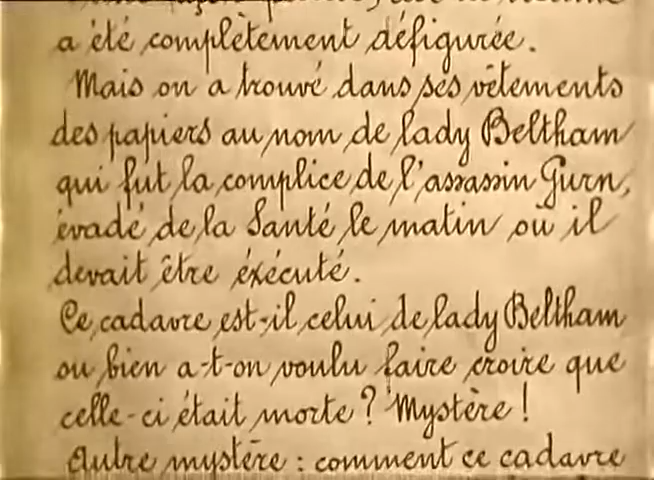 a été complètement défigurée.
Mais on a trouvé dans ses vêtements
des papiers au nom de lady Beltham
qui fut la complice de l'assassin Gurn,
évadé de la Santé le matin où il
devait être éxécuté.
Ce cadavre est-il celui de lady Beltham
ou bien a-t-on voulu faire croire que
celle-ci était morte ? Mystère !
Autre mystère : comment ce cadavre